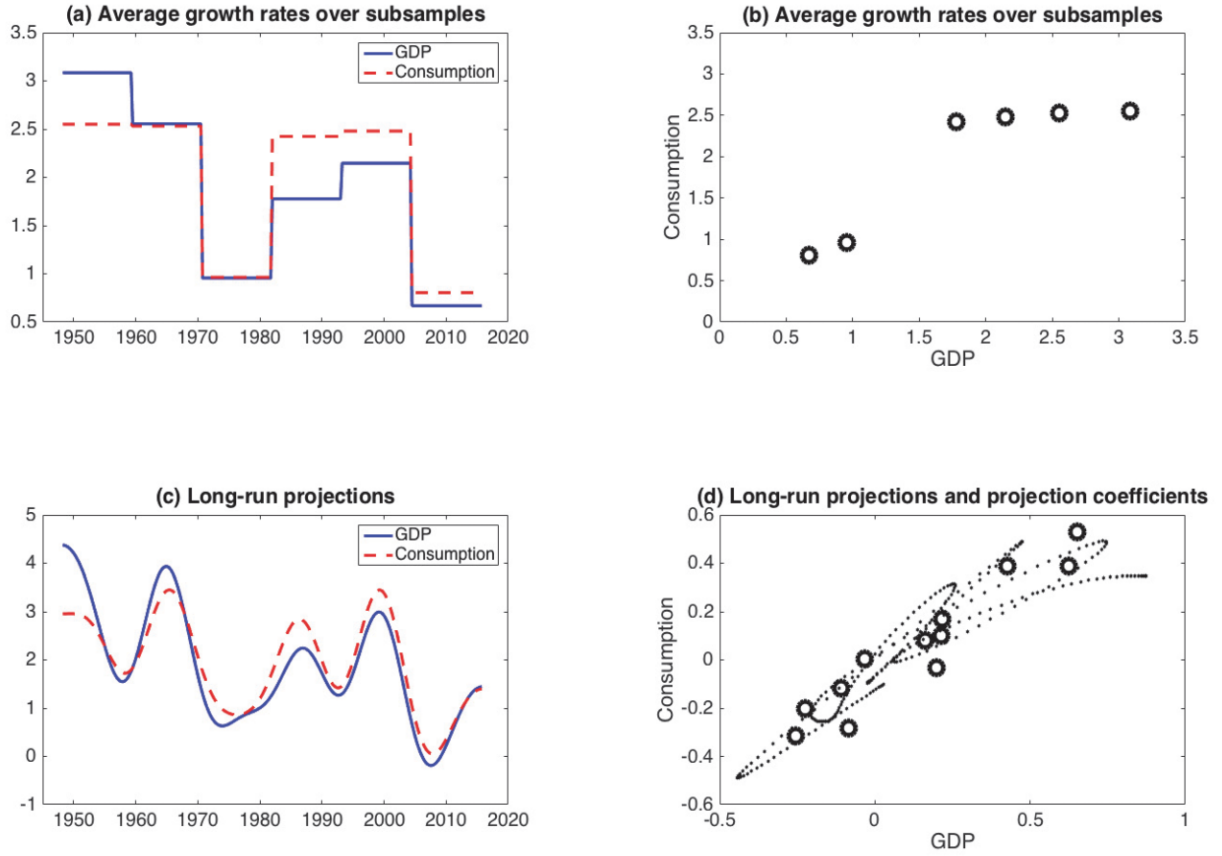 (a) Average growth rates over subsamples
GDP
Consumption
3.5
3
2.5
2
1.5
1
0.5
1950 1960 1970 1980 1990 2000 2010 2020
(b) Average growth rates over subsamples
Consumption
3.5
3
2.5
2
1.5
1
0.5
0
0 0.5 1 1.5 2 2.5 3 3.5
GDP
(c) Long-run projections
GDP
Consumption
5
4
3
2
1
0
-1
1950 1960 1970 1980 1990 2000 2010 2020
(d) Long-run projections and projection coefficients
Consumption
0.6
0.4
0.2
0
-0.2
-0.4
-0.6
-0.5 0 0.5 1
GDP